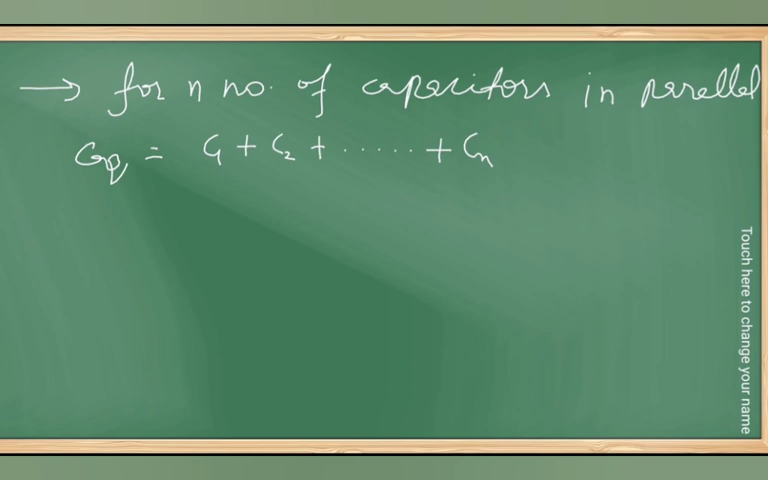 → for n no. of capacitors in parallel
Ceq = C1 + C2 + ...... + Cn
Touch here to change your name